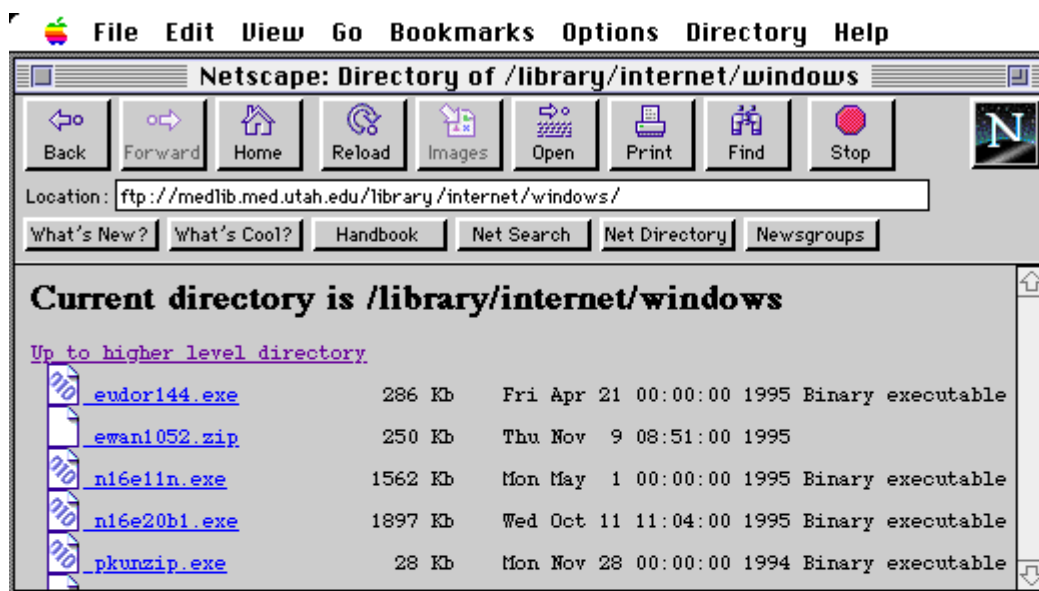 File Edit View Go Bookmarks Options Directory Help
Netscape: Directory of /library/internet/windows
Back Forward Home Reload Images Open Print Find Stop N
Location: ftp://medlib.med.utah.edu/library/internet/windows/
What's New? What's Cool? Handbook Net Search Net Directory Newsgroups
Current directory is /library/internet/windows
Up to higher level directory
eudor144.exe 286 Kb Fri Apr 21 00:00:00 1995 Binary executable
ewan1052.zip 250 Kb Thu Nov 9 08:51:00 1995
n16e11n.exe 1562 Kb Mon May 1 00:00:00 1995 Binary executable
n16e20b1.exe 1897 Kb Wed Oct 11 11:04:00 1995 Binary executable
pkunzip.exe 28 Kb Mon Nov 28 00:00:00 1994 Binary executable